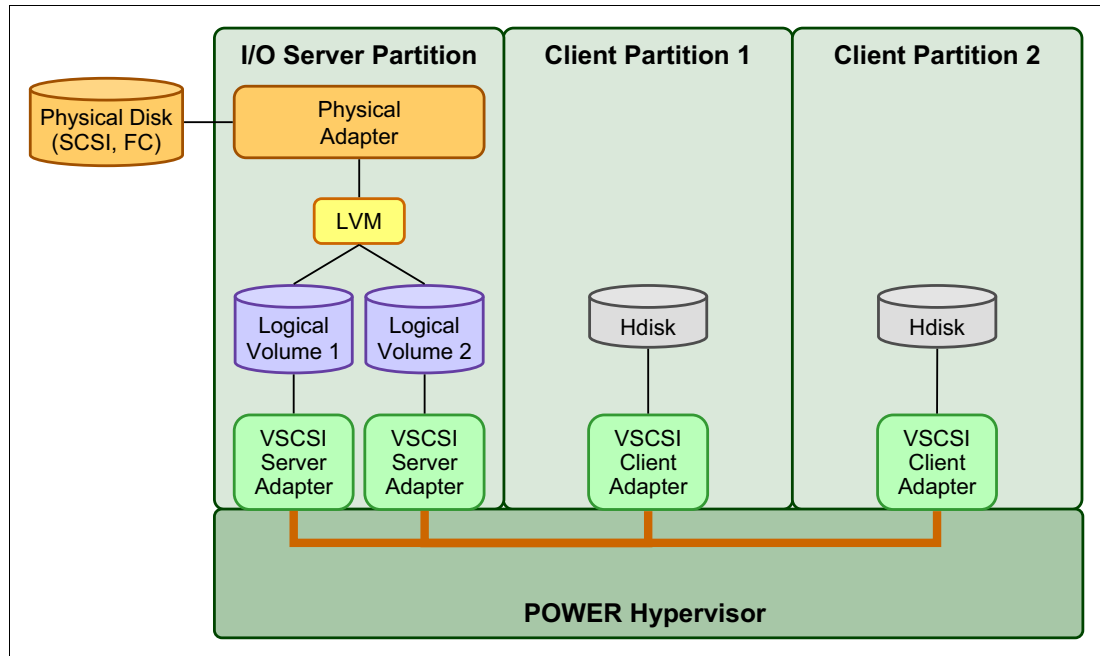 I/O Server Partition
Client Partition 1
Client Partition 2
Physical Disk
(SCSI, FC)
Physical
Adapter
LVM
Logical
Volume 1
Logical
Volume 2
Hdisk
Hdisk
VSCSI
Server
Adapter
VSCSI
Server
Adapter
VSCSI
Client
Adapter
VSCSI
Client
Adapter
POWER Hypervisor